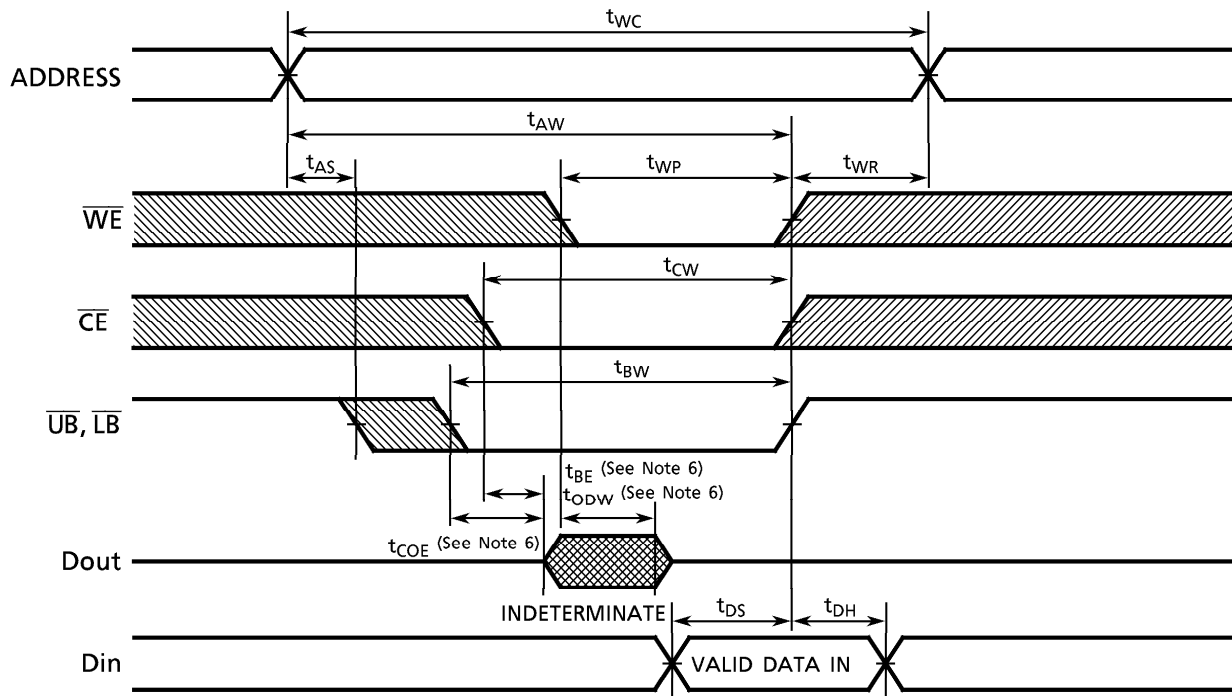 tWC
ADDRESS
tAW
tAS
tWP
tWR
WE
tCW
CE
tBW
UB, LB
tBE (See Note 6)
tODW (See Note 6)
tCOE (See Note 6)
Dout
INDETERMINATE
tDS
tDH
Din
VALID DATA IN